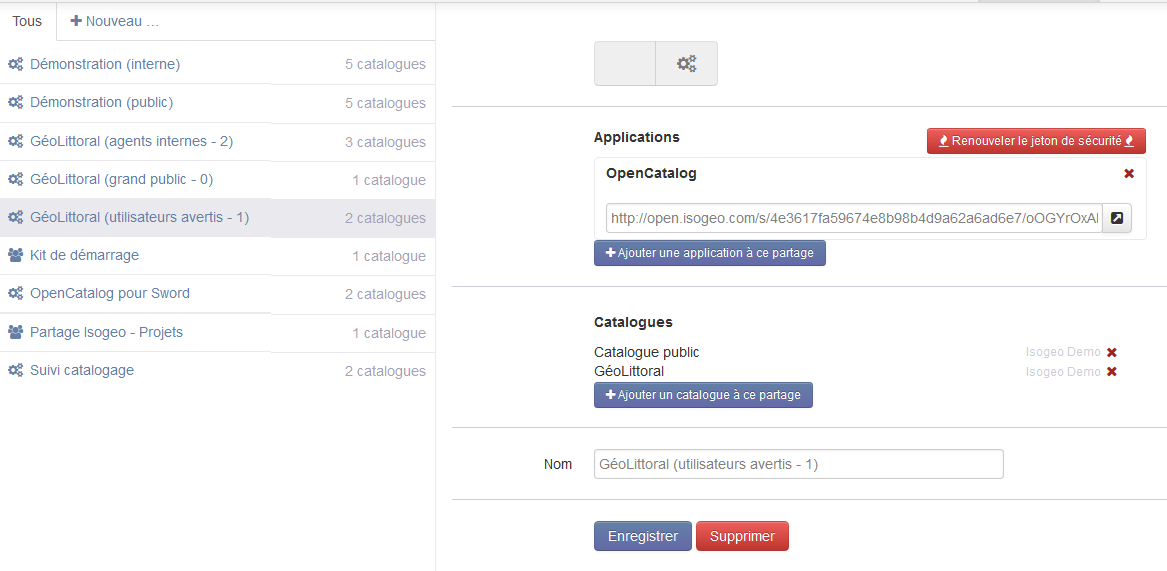 Tous
Nouveau ...
Démonstration (interne) 5 catalogues
Démonstration (public) 5 catalogues
GéoLittoral (agents internes - 2) 3 catalogues
GéoLittoral (grand public - 0) 1 catalogue
GéoLittoral (utilisateurs avertis - 1) 2 catalogues
Kit de démarrage 1 catalogue
OpenCatalog pour Sword 2 catalogues
Partage Isogeo - Projets 1 catalogue
Suivi catalogage 2 catalogues
Applications
Renouveler le jeton de sécurité
OpenCatalog
http://open.isogeo.com/s/4e3617fa59674e8b98b4d9a62a6ad6e7/oOGYrOxA
Ajouter une application à ce partage
Catalogues
Catalogue public Isogeo Demo
GéoLittoral Isogeo Demo
Ajouter un catalogue à ce partage
Nom GéoLittoral (utilisateurs avertis - 1)
Enregistrer Supprimer